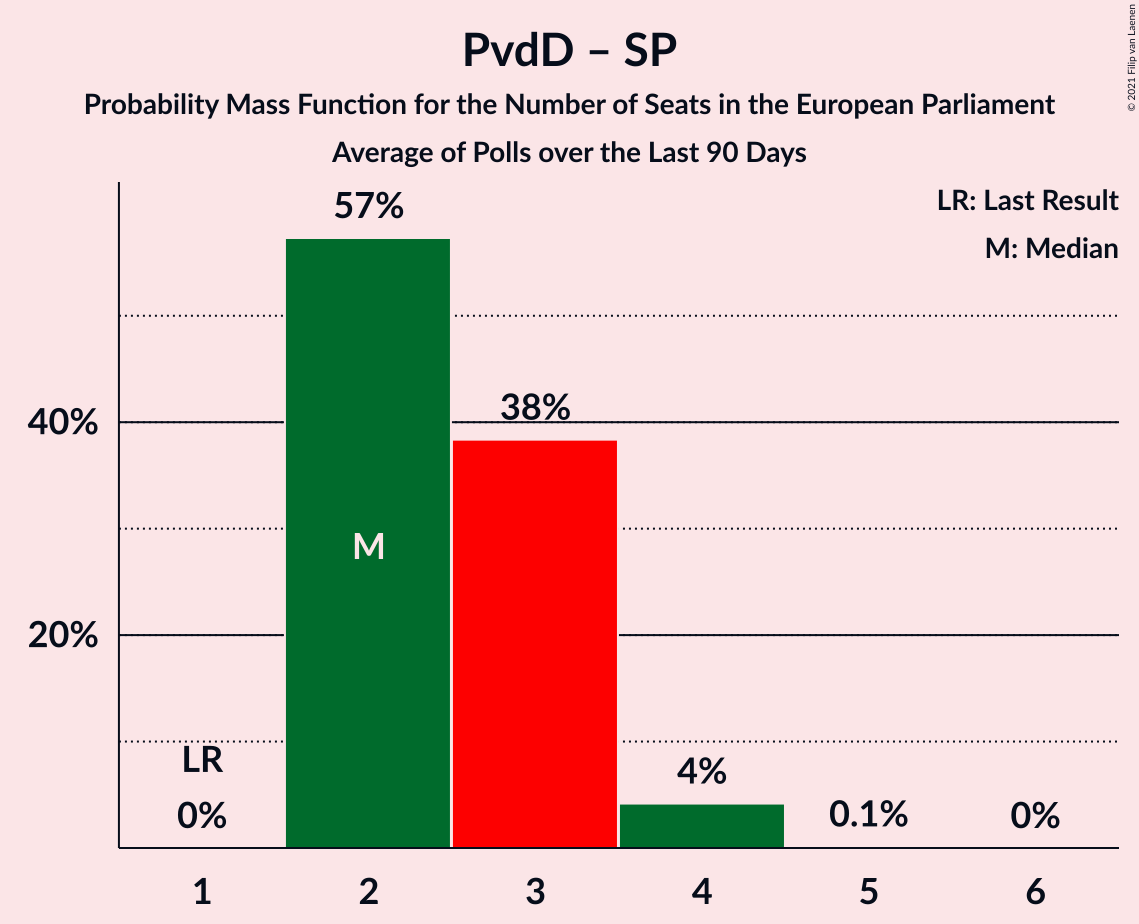 PvdD – SP
Probability Mass Function for the Number of Seats in the European Parliament
Average of Polls over the Last 90 Days
© 2021 Filip van Laenen
LR: Last Result
M: Median
57%
38%
40%
M
20%
LR
0%
4%
0.1%
0%
1 2 3 4 5 6